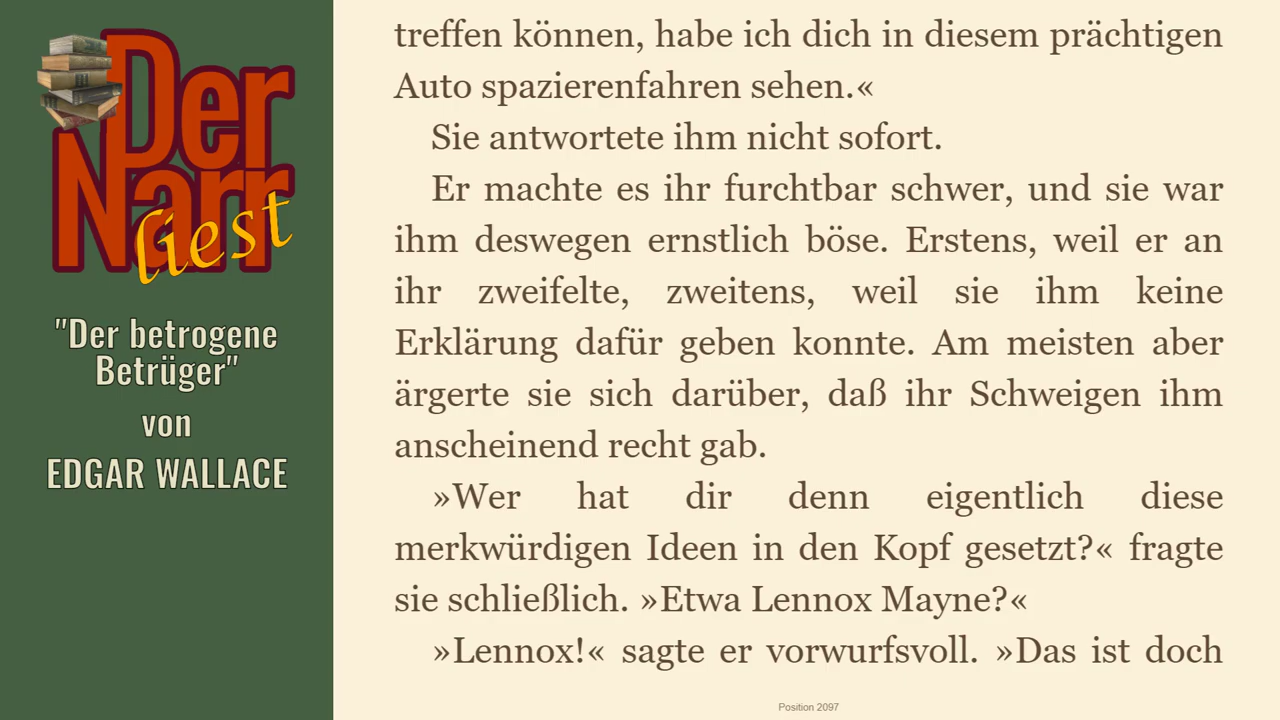 Der
Narr
liest
"Der betrogene
Betrüger"
von
EDGAR WALLACE
treffen können, habe ich dich in diesem prächtigen
Auto spazierenfahren sehen.«
Sie antwortete ihm nicht sofort.
Er machte es ihr furchtbar schwer, und sie war
ihm deswegen ernstlich böse. Erstens, weil er an
ihr zweifelte, zweitens, weil sie ihm keine
Erklärung dafür geben konnte. Am meisten aber
ärgerte sie sich darüber, daß ihr Schweigen ihm
anscheinend recht gab.
»Wer hat dir denn eigentlich diese
merkwürdigen Ideen in den Kopf gesetzt?« fragte
sie schließlich. »Etwa Lennox Mayne?«
»Lennox!« sagte er vorwurfsvoll. »Das ist doch
Position 2097